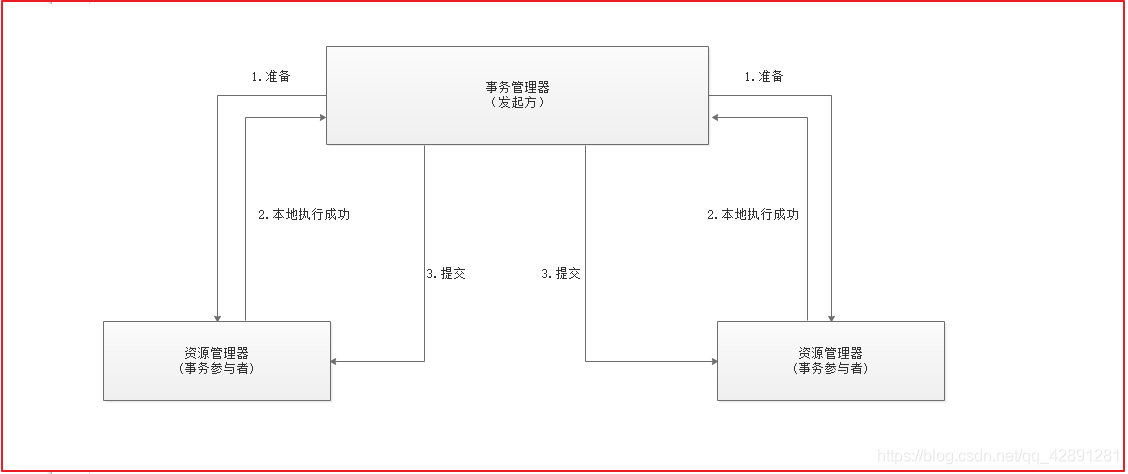 1.准备
事务管理器
（发起方）
1.准备
2.本地执行成功
2.本地执行成功
3.提交
3.提交
资源管理器
(事务参与者)
资源管理器
(事务参与者)
https://blog.csdn.net/qq_42891281